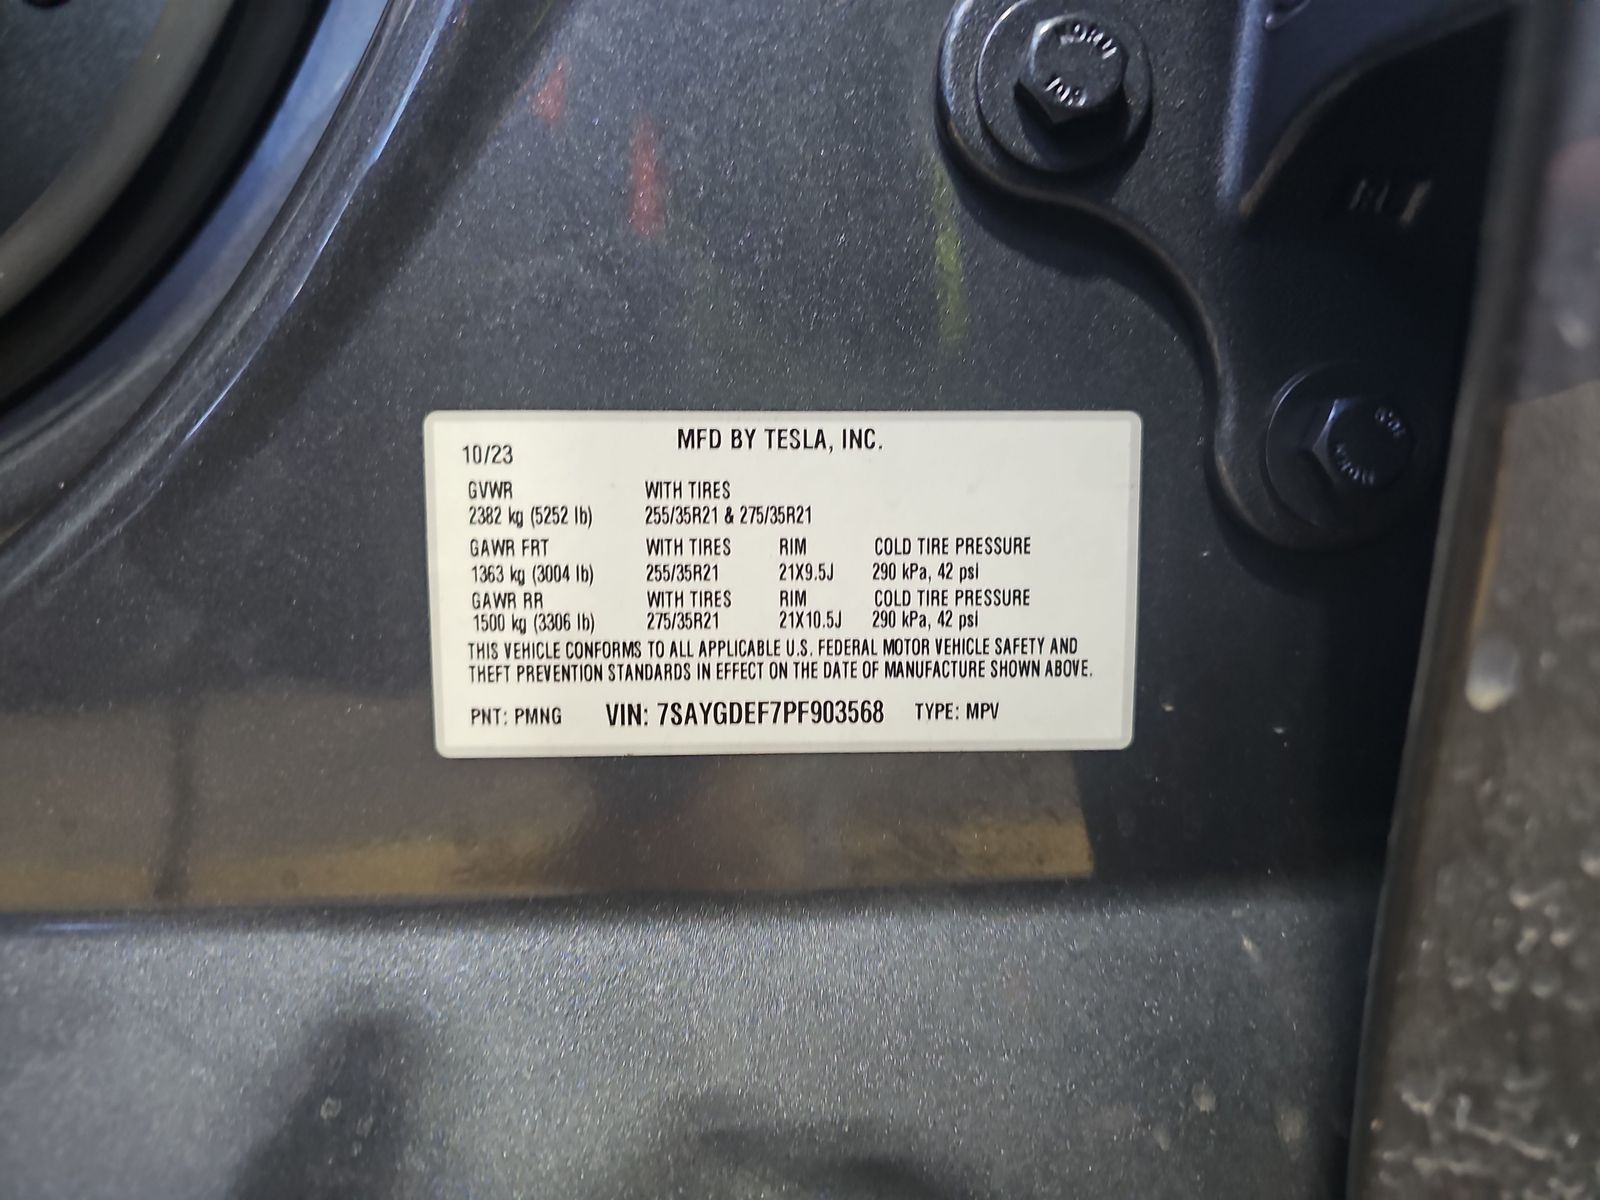 MFD BY TESLA, INC.
10/23
GVWR WITH TIRES
2382 kg (5252 lb) 255/35R21 & 275/35R21
GAWR FRT WITH TIRES RIM COLD TIRE PRESSURE
1363 kg (3004 lb) 255/35R21 21X9.5J 290 kPa, 42 psi
GAWR RR WITH TIRES RIM COLD TIRE PRESSURE
1500 kg (3306 lb) 275/35R21 21X10.5J 290 kPa, 42 psi
THIS VEHICLE CONFORMS TO ALL APPLICABLE U.S. FEDERAL MOTOR VEHICLE SAFETY AND
THEFT PREVENTION STANDARDS IN EFFECT ON THE DATE OF MANUFACTURE SHOWN ABOVE.
PNT: PMNG VIN: 7SAYGDEF7PF903568 TYPE: MPV